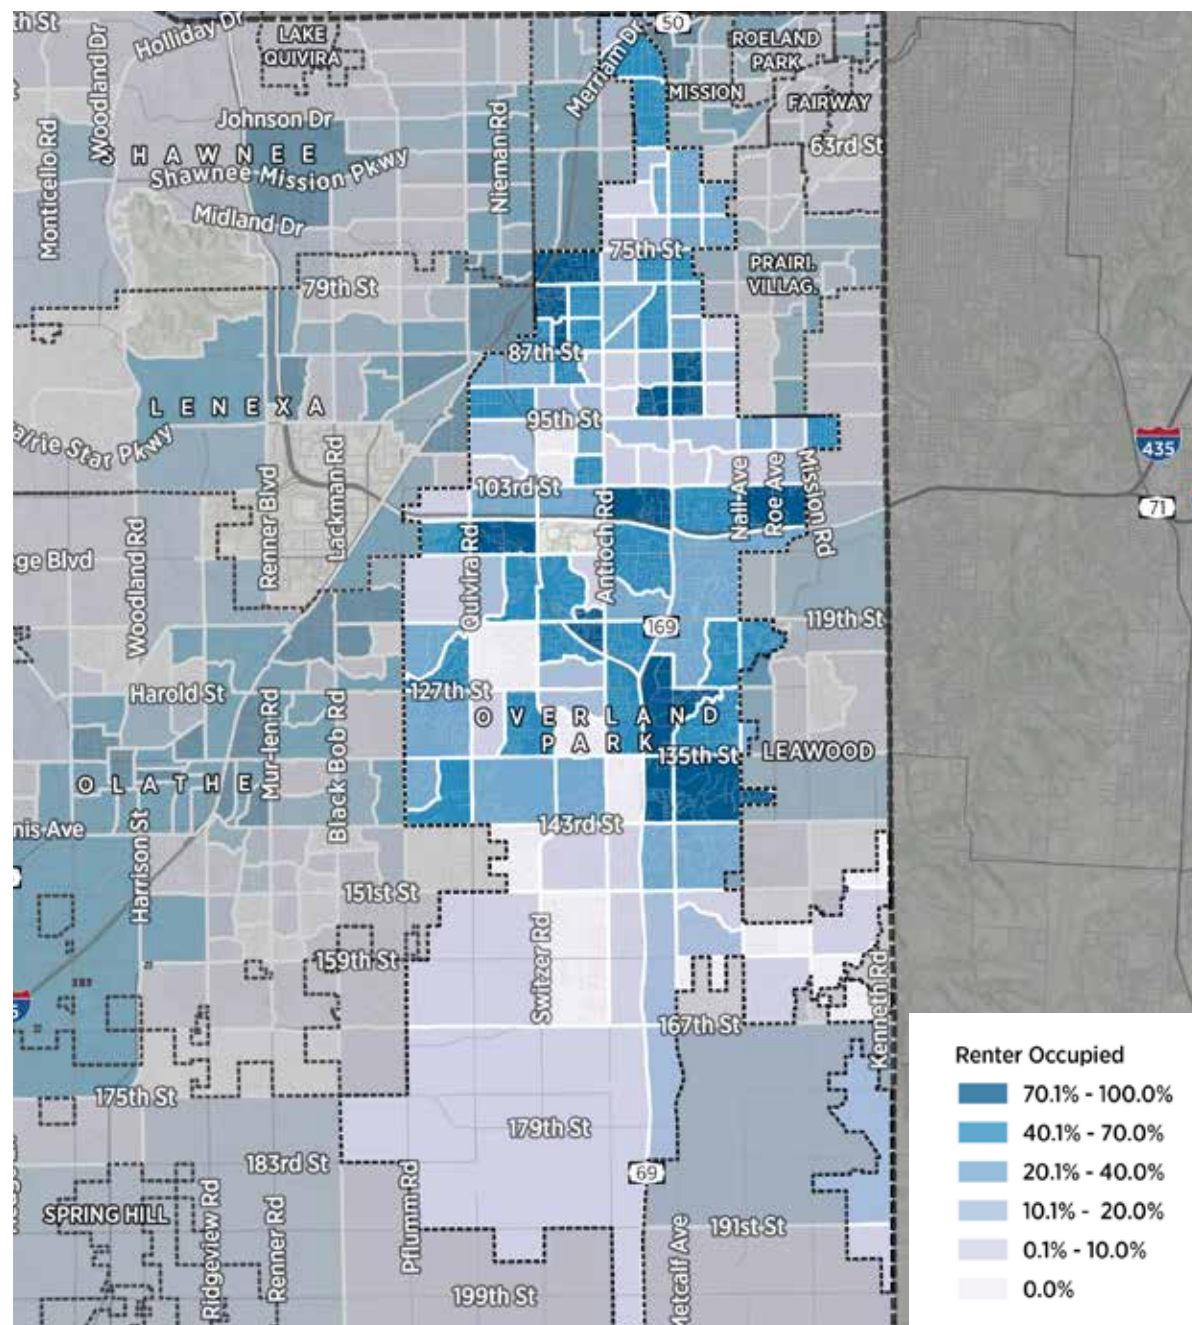 th St
Holliday Dr
Woodland Dr
LAKE
QUIVIRA
Merriam Dr
50
ROELAND
PARK
MISSION
FAIRWAY
Johnson Dr
Monticello Rd
Nieman Rd
63rd St
SHAWNEE
Shawnee Mission Pkwy
Midland Dr
75th St
PRAIRI.
VILLAG.
79th St
87th St
LENEXA
95th St
airie Star Pkwy
435
Lackman Rd
Renner Blvd
103rd St
Antioch Rd
Nall Ave
Roe Ave
Mission Rd
71
ge Blvd
Woodland Rd
Quivira Rd
119th St
169
Harold St
127th St
Mur-len Rd
Black Bob Rd
OVERLAND
PARK
135th St
LEAWOOD
OLATHE
nis Ave
Harrison St
143rd St
151st St
Switzer Rd
159th St
Kenneth Rd
167th St
175th St
179th St
183rd St
69
SPRING HILL
Ridgeview Rd
Renner Rd
Pflumm Rd
191st St
Metcalf Ave
199th St
Renter Occupied
70.1% - 100.0%
40.1% - 70.0%
20.1% - 40.0%
10.1% - 20.0%
0.1% - 10.0%
0.0%